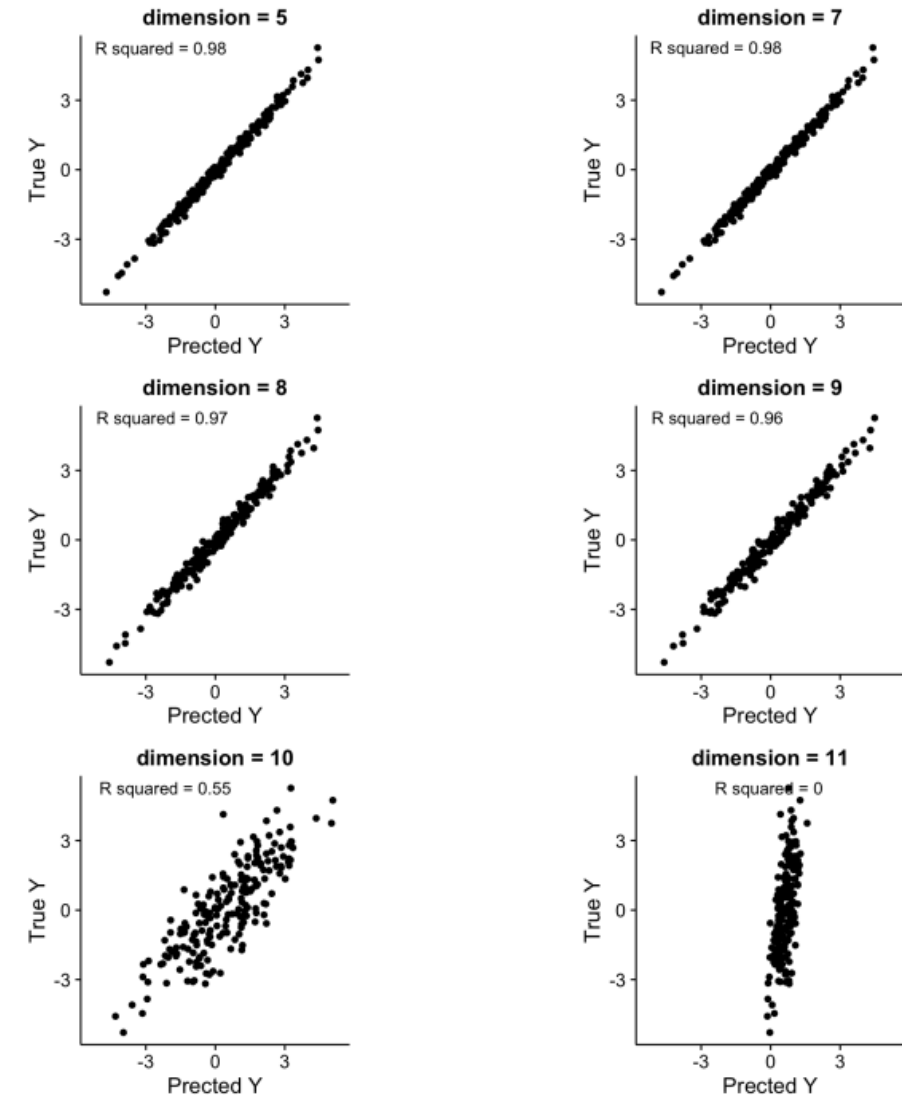 dimension = 5
R squared = 0.98
3
0
-3
True Y
-3 0 3
Prected Y
dimension = 7
R squared = 0.98
3
0
-3
True Y
-3 0 3
Prected Y
dimension = 8
R squared = 0.97
3
0
-3
True Y
-3 0 3
Prected Y
dimension = 9
R squared = 0.96
3
0
-3
True Y
-3 0 3
Prected Y
dimension = 10
R squared = 0.55
3
0
-3
True Y
-3 0 3
Prected Y
dimension = 11
R squared = 0
3
0
-3
True Y
-3 0 3
Prected Y